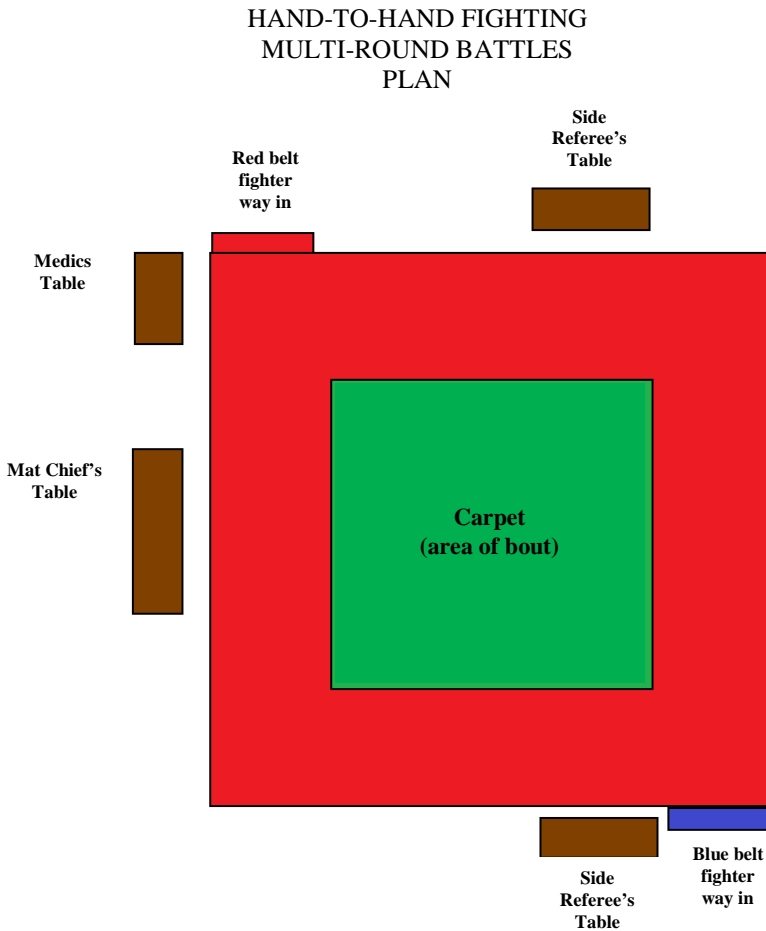 HAND-TO-HAND FIGHTING
MULTI-ROUND BATTLES
PLAN
Side
Referee's
Table
Red belt
fighter
way in
Medics
Table
Mat Chief's
Table
Carpet
(area of bout)
Side
Referee's
Table
Blue belt
fighter
way in